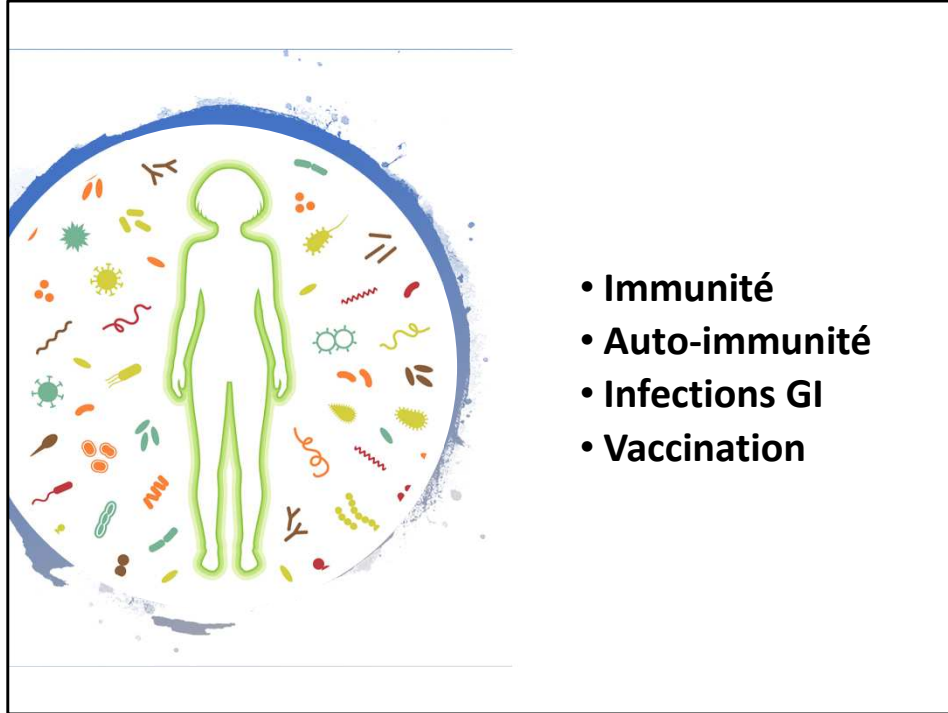 • Immunité
• Auto-immunité
• Infections GI
• Vaccination